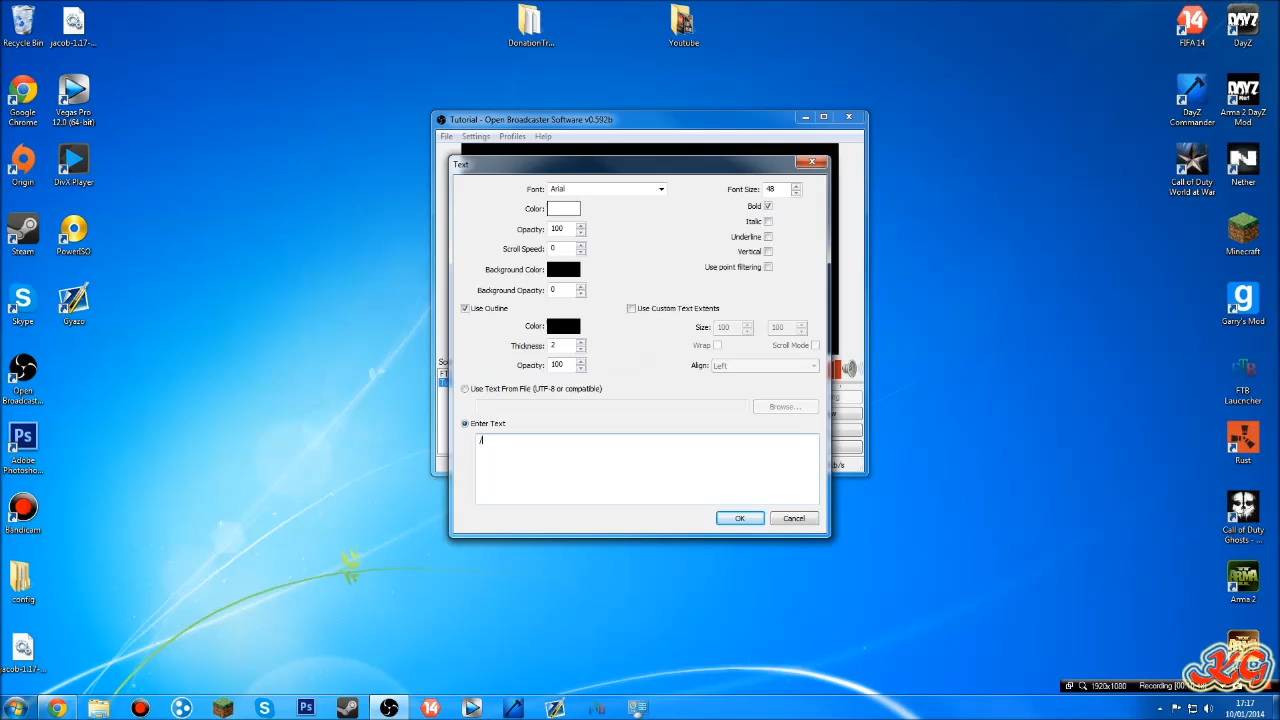 Recycle Bin
jacob-1.17-...
DonationTr...
Youtube
14
FIFA 14
DayZ
Google Chrome
Vegas Pro 12.0 (64-bit)
DayZ Commander
Arma 2 DayZ Mod
Origin
DivX Player
Call of Duty World at War
Nether
Steam
PowerISO
Minecraft
Skype
Gyazo
Garry's Mod
Open Broadcaster...
FTB Launcher
Adobe Photosho...
Rust
Bandicam
Call of Duty Ghosts - ...
config
Arma 2
jacob-1.17-...
Tutorial - Open Broadcaster Software v0.592b
File Settings Profiles Help
Text
Font: Arial
Font Size: 48
Color:
Bold
Opacity: 100
Italic
Underline
Scroll Speed: 0
Vertical
Background Color:
Use point filtering
Background Opacity: 0
Use Outline
Use Custom Text Extents
Color:
Size: 100 100
Thickness: 2
Wrap
Scroll Mode
Opacity: 100
Align: Left
Use Text From File (UTF-8 or compatible)
Browse...
Enter Text
/
OK
Cancel
b/s
1920x1080
KG
17:17
10/01/2014